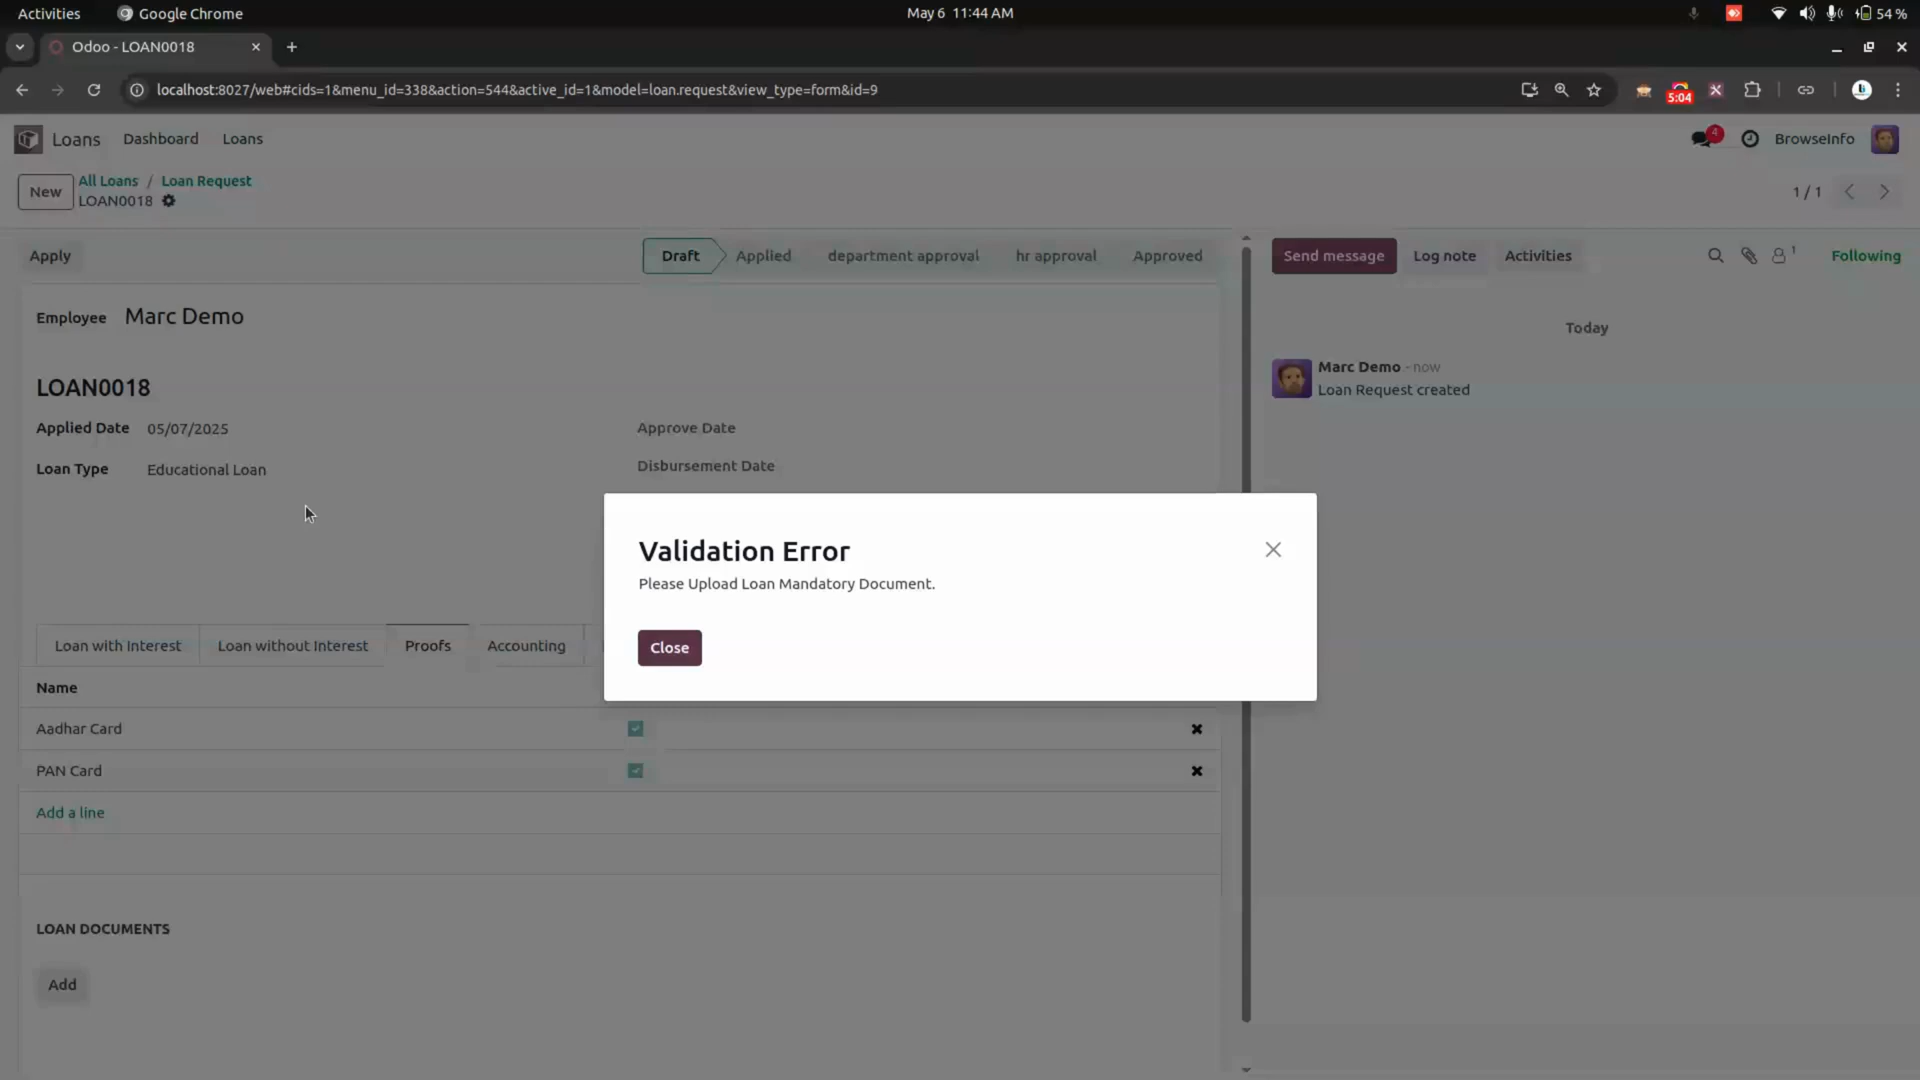 Activities
Google Chrome
May 6 11:44 AM
54 %
Odoo - LOAN0018
localhost:8027/web#cids=1&menu_id=338&action=544&active_id=1&model=loan.request&view_type=form&id=9
5:04
Loans
Dashboard
Loans
4
BrowseInfo
New
All Loans / Loan Request
LOAN0018
1 / 1
Apply
Draft
Applied
department approval
hr approval
Approved
Send message
Log note
Activities
1
Following
Employee
Marc Demo
Today
Marc Demo - now
Loan Request created
LOAN0018
Applied Date
05/07/2025
Approve Date
Loan Type
Educational Loan
Disbursement Date
Validation Error
Please Upload Loan Mandatory Document.
Close
Loan with Interest
Loan without Interest
Proofs
Accounting
Name
Aadhar Card
PAN Card
Add a line
LOAN DOCUMENTS
Add